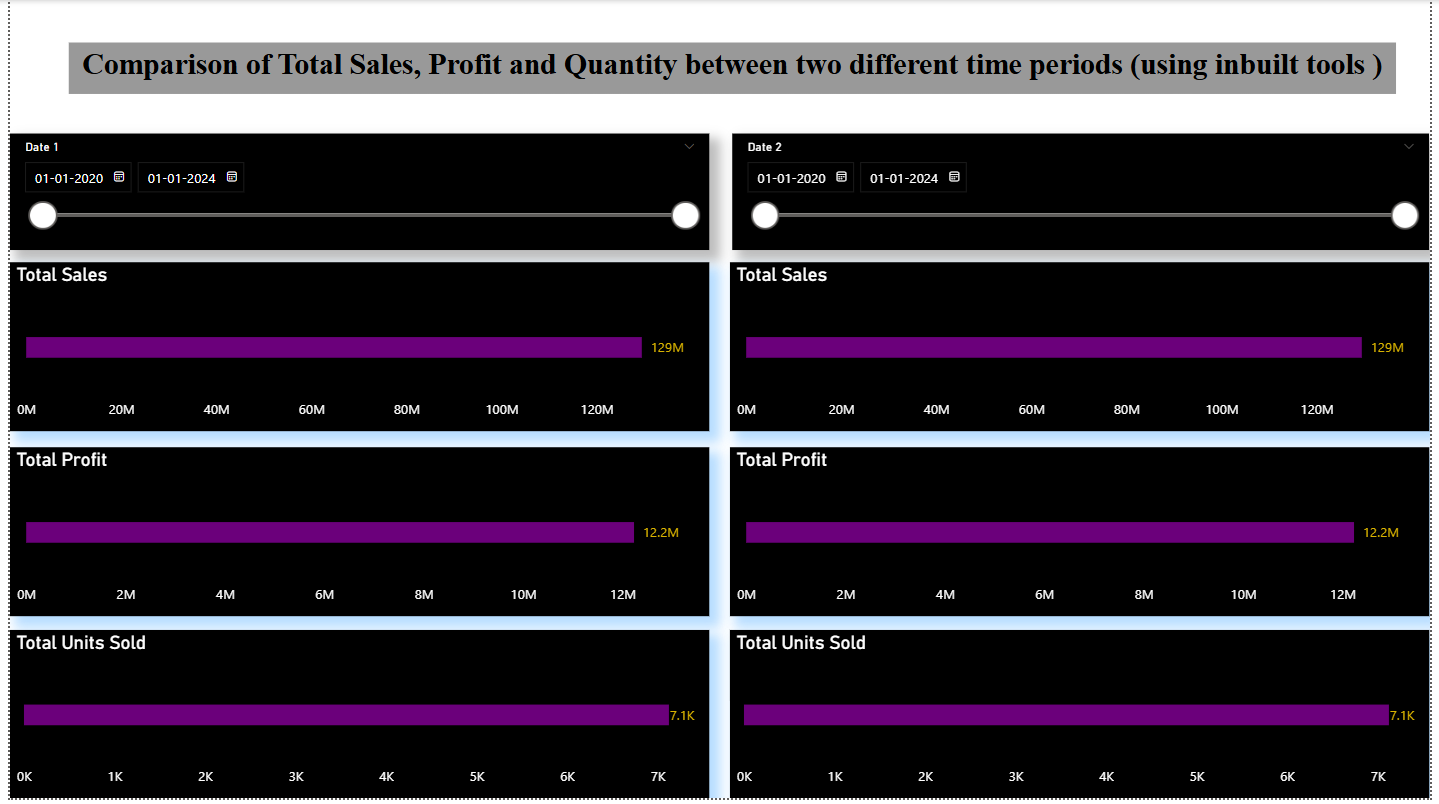 Comparison of Total Sales, Profit and Quantity between two different time periods (using inbuilt tools )
Date 1
01-01-2020 01-01-2024
Date 2
01-01-2020 01-01-2024
Total Sales
129M
0M 20M 40M 60M 80M 100M 120M
Total Sales
129M
0M 20M 40M 60M 80M 100M 120M
Total Profit
12.2M
0M 2M 4M 6M 8M 10M 12M
Total Profit
12.2M
0M 2M 4M 6M 8M 10M 12M
Total Units Sold
7.1K
0K 1K 2K 3K 4K 5K 6K 7K
Total Units Sold
7.1K
0K 1K 2K 3K 4K 5K 6K 7K